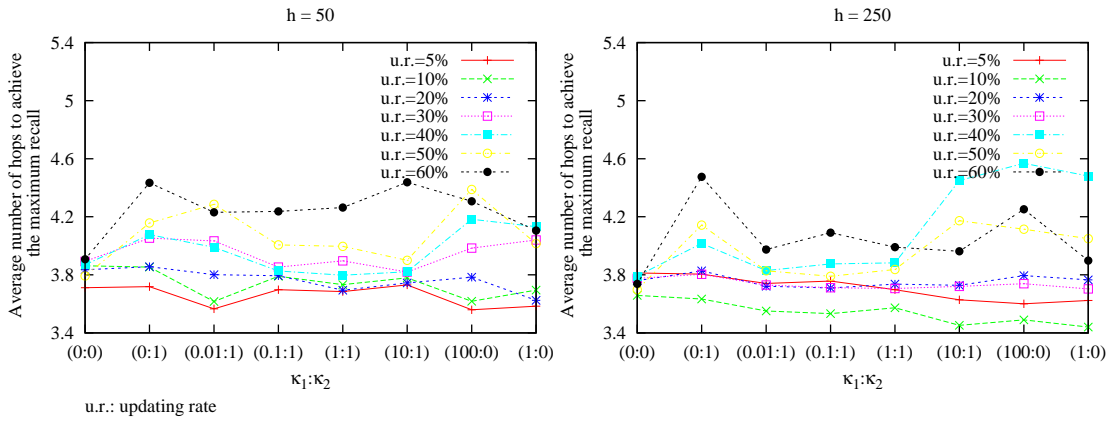 h = 50
5.4
5
4.6
4.2
3.8
3.4
Average number of hops to achieve
the maximum recall
u.r.=5%
u.r.=10%
u.r.=20%
u.r.=30%
u.r.=40%
u.r.=50%
u.r.=60%
(0:0) (0:1) (0.01:1) (0.1:1) (1:1) (10:1) (100:0) (1:0)
κ1:κ2
u.r.: updating rate
h = 250
5.4
5
4.6
4.2
3.8
3.4
Average number of hops to achieve
the maximum recall
u.r.=5%
u.r.=10%
u.r.=20%
u.r.=30%
u.r.=40%
u.r.=50%
u.r.=60%
(0:0) (0:1) (0.01:1) (0.1:1) (1:1) (10:1) (100:0) (1:0)
κ1:κ2